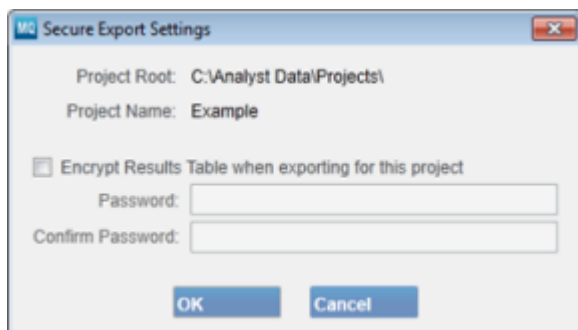 MQ Secure Export Settings
Project Root: C:\Analyst Data\Projects\
Project Name: Example
Encrypt Results Table when exporting for this project
Password:
Confirm Password:
OK Cancel